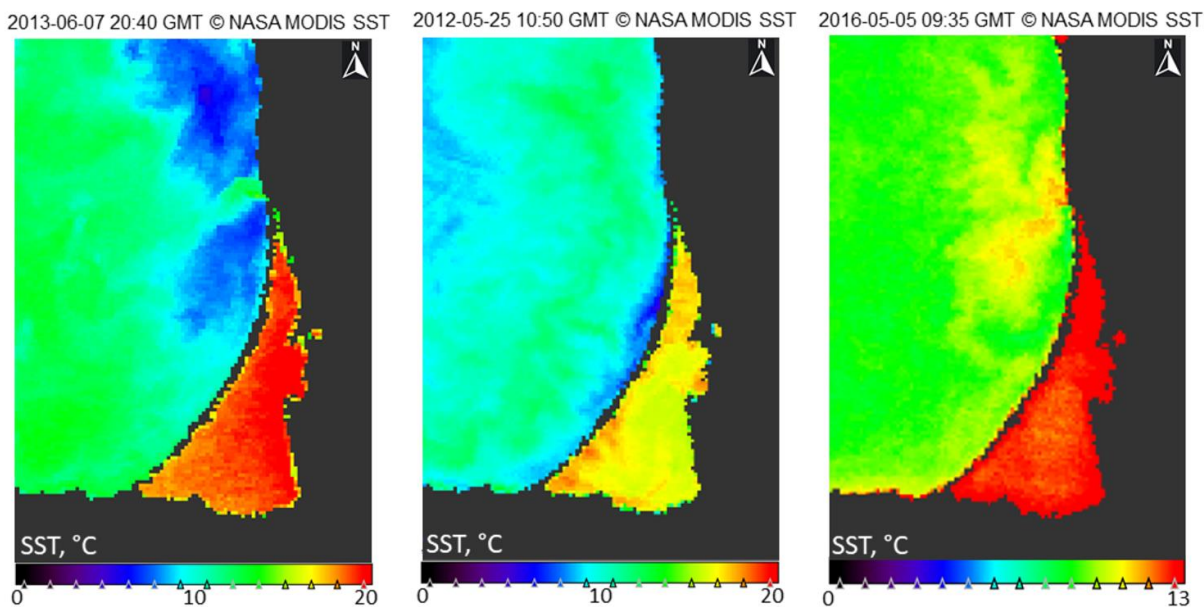 2013-06-07 20:40 GMT © NASA MODIS SST
2012-05-25 10:50 GMT © NASA MODIS SST
2016-05-05 09:35 GMT © NASA MODIS SST
N
N
N
SST, °C
SST, °C
SST, °C
0 10 20
0 10 20
0 13